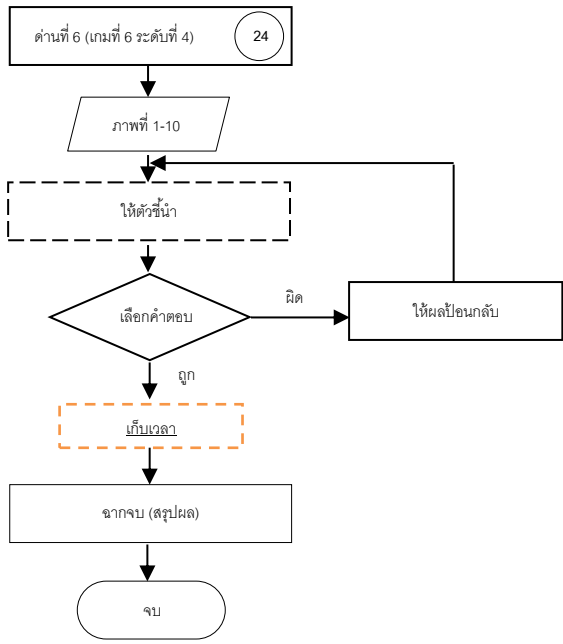 ด่านที่ 6 (เกมที่ 6 ระดับที่ 4) 24
ภาพที่ 1-10
ให้ตัวชี้นำ
เลือกคำตอบ
ผิด
ให้ผลป้อนกลับ
ถูก
เก็บเวลา
ฉากจบ (สรุปผล)
จบ